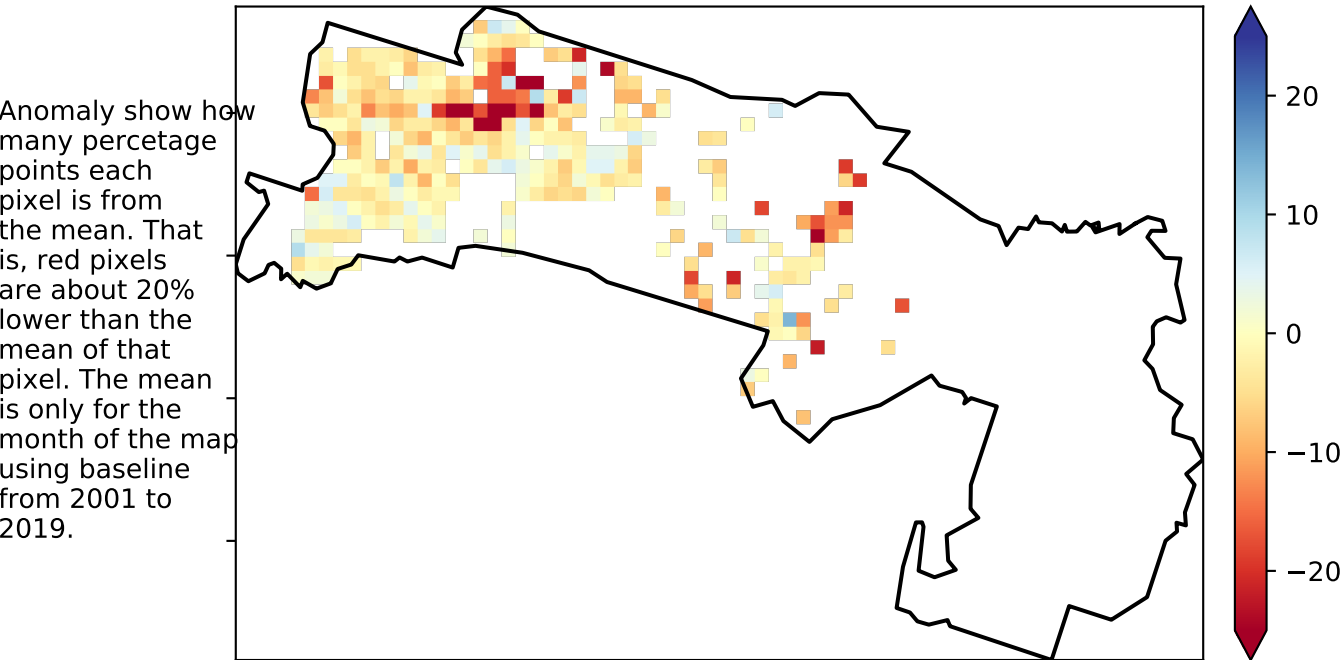 Anomaly show how
many percetage
points each
pixel is from
the mean. That
is, red pixels
are about 20%
lower than the
mean of that
pixel. The mean
is only for the
month of the map
using baseline
from 2001 to
2019.
20
10
0
−10
−20